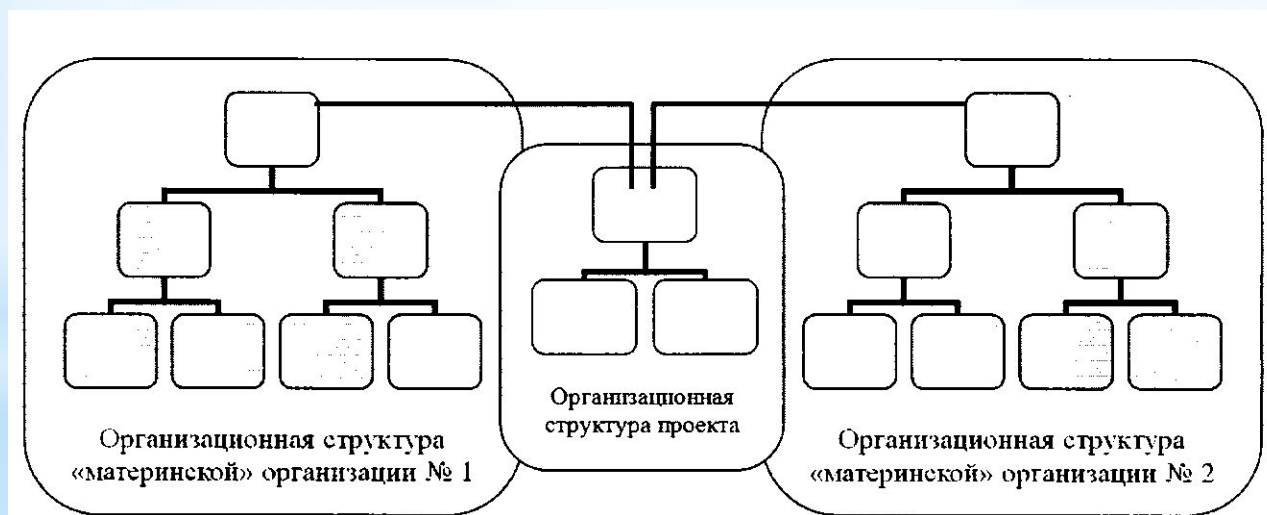 Организационная структура
«материнской» организации № 1
Организационная
структура проекта
Организационная структура
«материнской» организации № 2